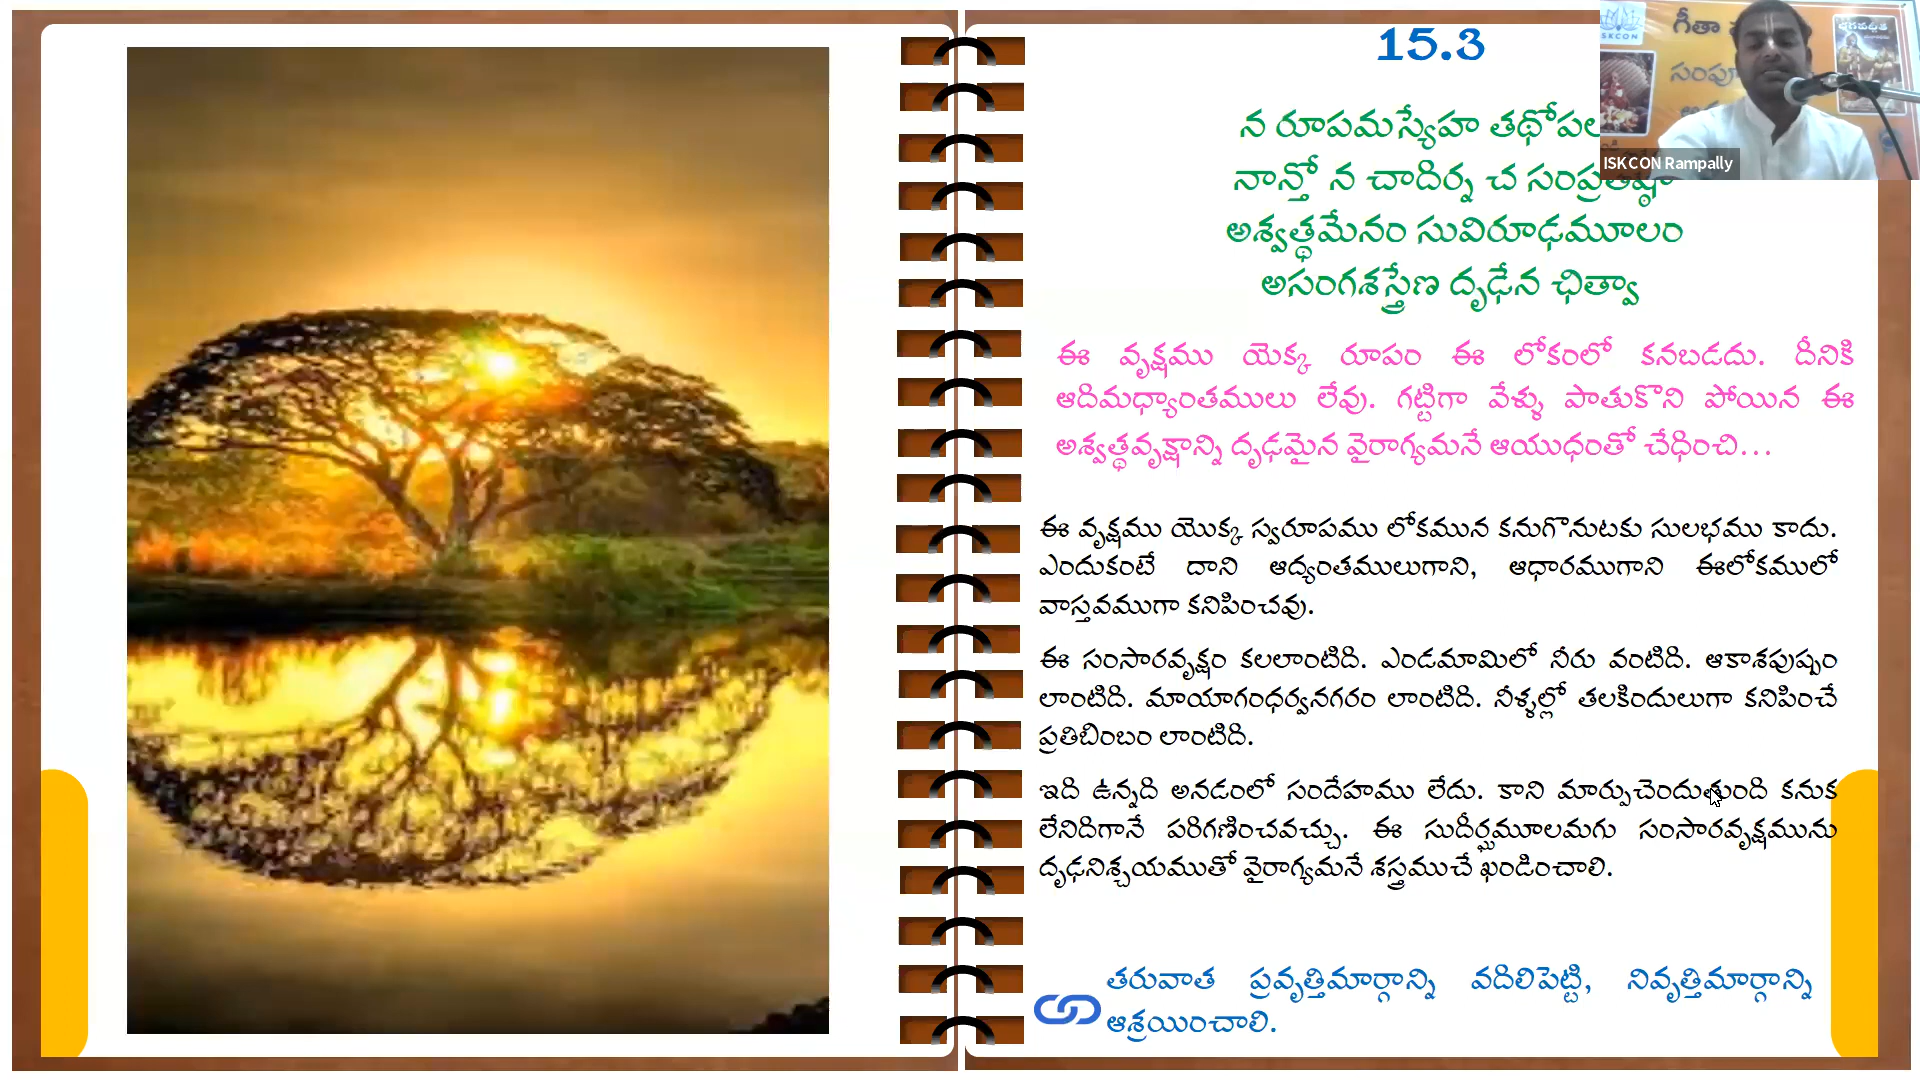 15.3
న రూపమస్యేహ
నాన్తో న చాదిర్న చ
అశ్వత్థమేనం సువిరూఢమూలం
అసంగశస్త్రేణ దృఢేన ఛిత్వా
ఈ వృక్షము యెుక్క రూపం ఈ లోకంలో కనబడదు. దీనికి
ఆదిమధ్యాంతములు లేవు. గట్టిగా వేళ్ళు పాతుకొని పోయిన ఈ
అశ్వత్థవృక్షాన్ని దృఢమైన వైరాగ్యమనే ఆయుధంతో చేధించి...
ఈ వృక్షము యొక్క స్వరూపము లోకమున కనుగొనుటకు సులభము కాదు.
ఎందుకంటే దాని ఆద్యంతములుగాని, ఆధారముగాని ఈలోకములో
వాస్తవముగా కనిపించవు.
ఈ సంసారవృక్షం కలలాంటిది. ఎండమామిలో నీరు వంటిది. ఆకాశపుష్పం
లాంటిది. మాయాగంధర్వనగరం లాంటిది. నీళ్ళల్లో తలకిందులుగా కనిపించే
ప్రతిబింబం లాంటిది.
ఇది ఉన్నది అనడంలో సందేహము లేదు. కాని మార్పుచెందుతుంది కనుక
లేనిదిగానే పరిగణించవచ్చు. ఈ సుదీర్ఘమూలమగు సంసారవృక్షమును
దృఢనిశ్చయముతో వైరాగ్యమనే శస్త్రముచే ఖండించాలి.
తరువాత ప్రవృత్తిమార్గాన్ని వదిలిపెట్టి, నివృత్తిమార్గాన్ని
ఆశ్రయించాలి.
గీతా
ISKCON Rampally